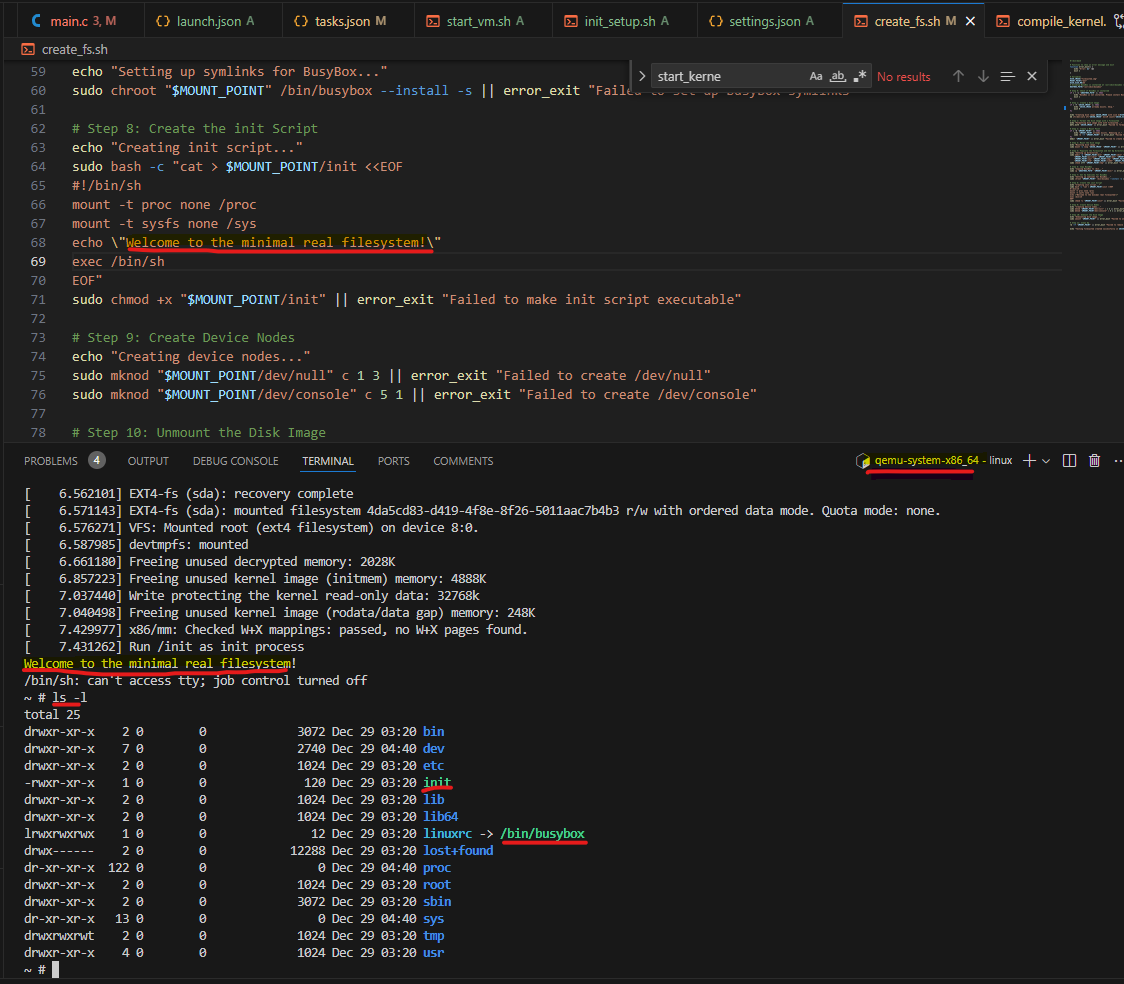 main.c 3, M
launch.json A
tasks.json M
start_vm.sh A
init_setup.sh A
settings.json A
create_fs.sh M
compile_kernel.
create_fs.sh
start_kerne
Aa
ab
.*
No results
59 echo "Setting up symlinks for BusyBox..."
60 sudo chroot "$MOUNT_POINT" /bin/busybox --install -s || error_exit "Failed to set up BusyBox symlinks"
61
62 # Step 8: Create the init Script
63 echo "Creating init script..."
64 sudo bash -c "cat > $MOUNT_POINT/init <<EOF
65 #!/bin/sh
66 mount -t proc none /proc
67 mount -t sysfs none /sys
68 echo \"Welcome to the minimal real filesystem!\"
69 exec /bin/sh
70 EOF"
71 sudo chmod +x "$MOUNT_POINT/init" || error_exit "Failed to make init script executable"
72
73 # Step 9: Create Device Nodes
74 echo "Creating device nodes..."
75 sudo mknod "$MOUNT_POINT/dev/null" c 1 3 || error_exit "Failed to create /dev/null"
76 sudo mknod "$MOUNT_POINT/dev/console" c 5 1 || error_exit "Failed to create /dev/console"
77
78 # Step 10: Unmount the Disk Image
PROBLEMS 4 OUTPUT DEBUG CONSOLE TERMINAL PORTS COMMENTS
qemu-system-x86_64 - linux
[    6.562101] EXT4-fs (sda): recovery complete
[    6.571143] EXT4-fs (sda): mounted filesystem 4da5cd83-d419-4f8e-8f26-5011aac7b4b3 r/w with ordered data mode. Quota mode: none.
[    6.576271] VFS: Mounted root (ext4 filesystem) on device 8:0.
[    6.587985] devtmpfs: mounted
[    6.661180] Freeing unused decrypted memory: 2028K
[    6.857223] Freeing unused kernel image (initmem) memory: 4888K
[    7.037440] Write protecting the kernel read-only data: 32768k
[    7.040498] Freeing unused kernel image (rodata/data gap) memory: 248K
[    7.429977] x86/mm: Checked W+X mappings: passed, no W+X pages found.
[    7.431262] Run /init as init process
Welcome to the minimal real filesystem!
/bin/sh: can't access tty; job control turned off
~ # ls -l
total 25
drwxr-xr-x    2 0        0             3072 Dec 29 03:20 bin
drwxr-xr-x    7 0        0             2740 Dec 29 04:40 dev
drwxr-xr-x    2 0        0             1024 Dec 29 03:20 etc
-rwxr-xr-x    1 0        0              120 Dec 29 03:20 init
drwxr-xr-x    2 0        0             1024 Dec 29 03:20 lib
drwxr-xr-x    2 0        0             1024 Dec 29 03:20 lib64
lrwxrwxrwx    1 0        0               12 Dec 29 03:20 linuxrc -> /bin/busybox
drwx------    2 0        0            12288 Dec 29 03:20 lost+found
dr-xr-xr-x  122 0        0                0 Dec 29 04:40 proc
drwxr-xr-x    2 0        0             1024 Dec 29 03:20 root
drwxr-xr-x    2 0        0             3072 Dec 29 03:20 sbin
dr-xr-xr-x   13 0        0                0 Dec 29 04:40 sys
drwxrwxrwt    2 0        0             1024 Dec 29 03:20 tmp
drwxr-xr-x    4 0        0             1024 Dec 29 03:20 usr
~ #